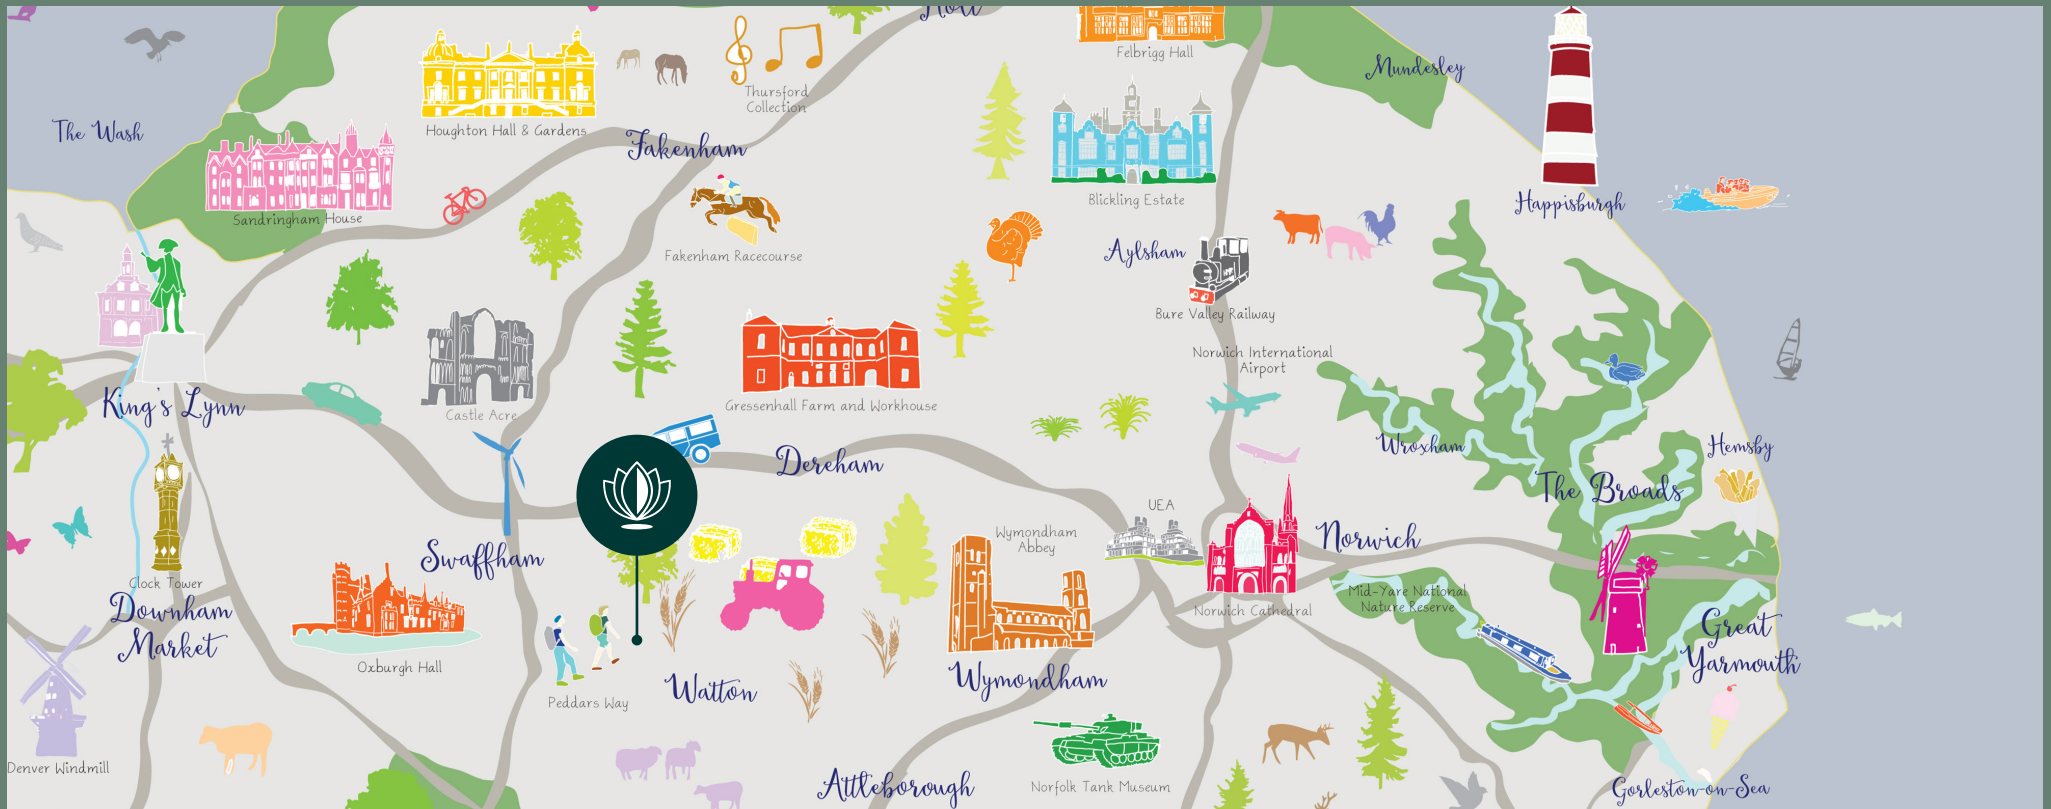 Holt
Felbrigg Hall
Mundesley
Thursford
Collection
The Wash
Houghton Hall & Gardens
Fakenham
Blickling Estate
Happisburgh
Sandringham House
Fakenham Racecourse
Aylsham
Bure Valley Railway
Norwich International
Airport
King's Lynn
Castle Acre
Gressenhall Farm and Workhouse
Dereham
Wroxham
Hemsby
The Broads
UEA
Wymondham
Abbey
Norwich
Swaffham
Clock Tower
Downham
Market
Norwich Cathedral
Mid-Yare National
Nature Reserve
Great
Yarmouth
Oxburgh Hall
Peddars Way
Watton
Wymondham
Denver Windmill
Attleborough
Norfolk Tank Museum
Gorleston-on-Sea